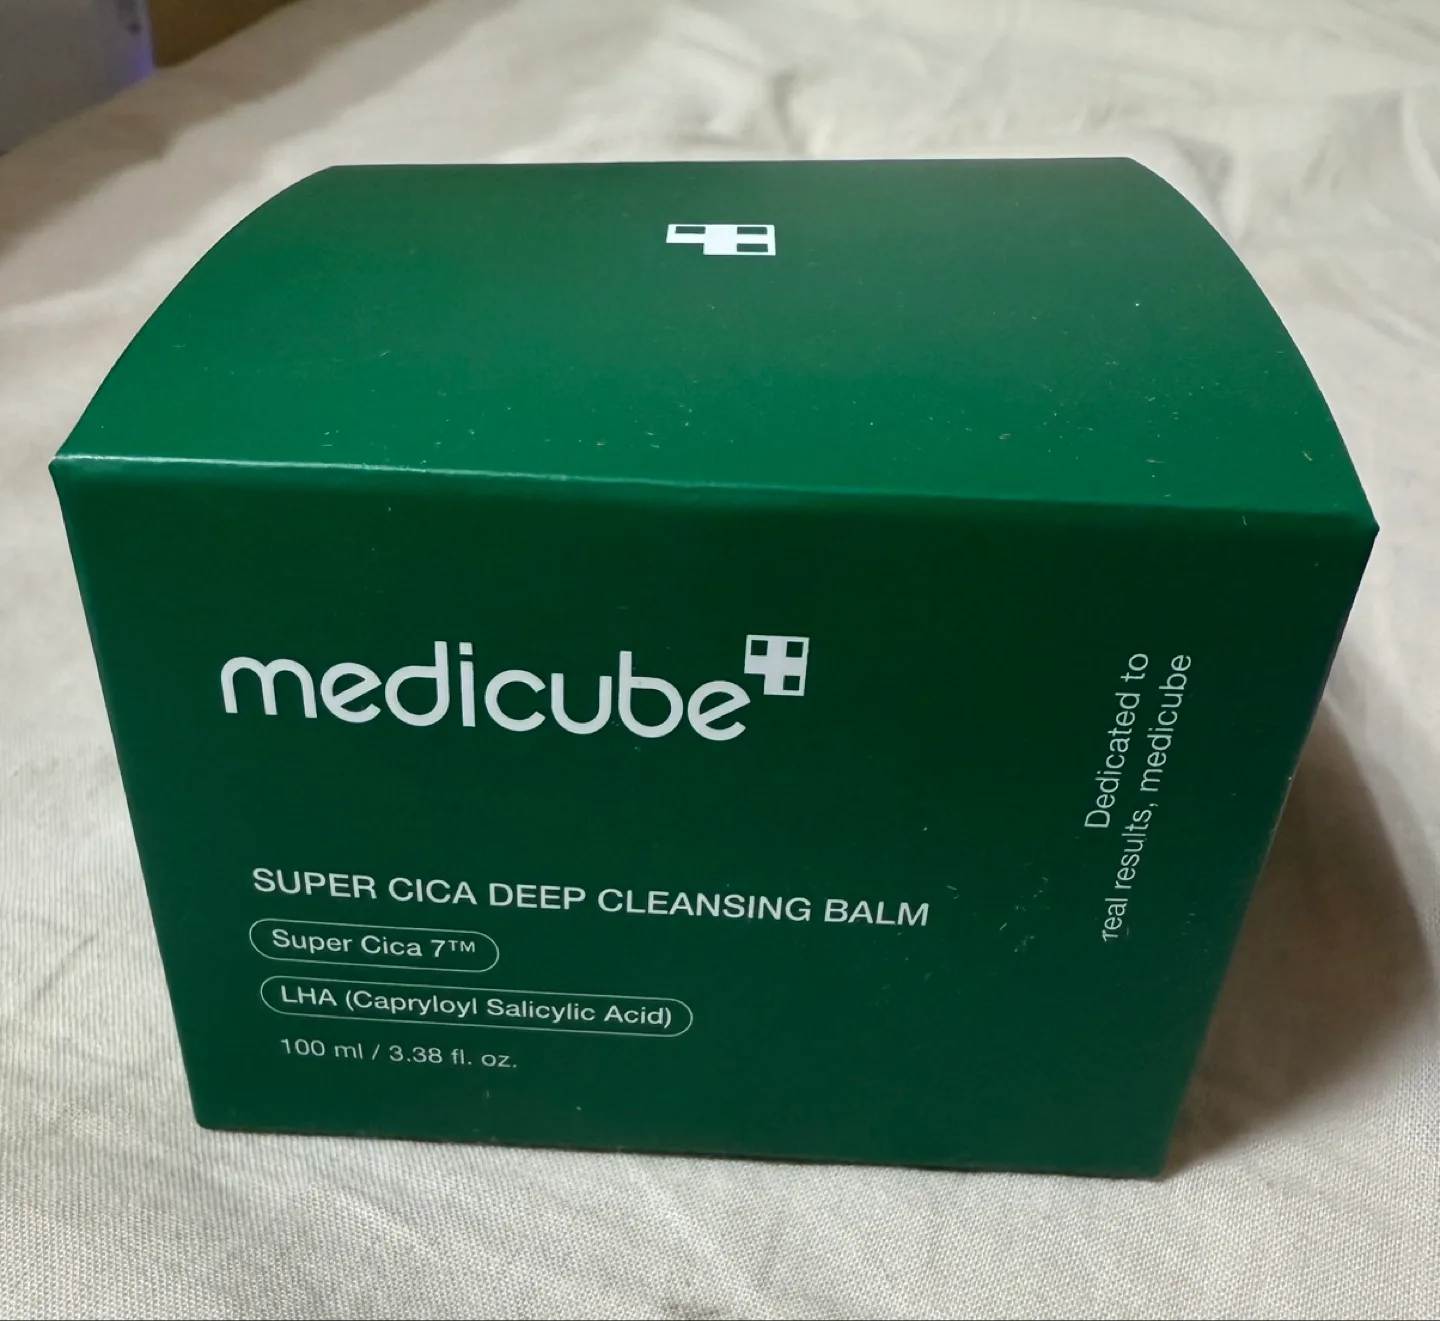 medicube
SUPER CICA DEEP CLEANSING BALM
Super Cica 7™
LHA (Capryloyl Salicylic Acid)
100 ml / 3.38 fl. oz.
Dedicated to
real results, medicube